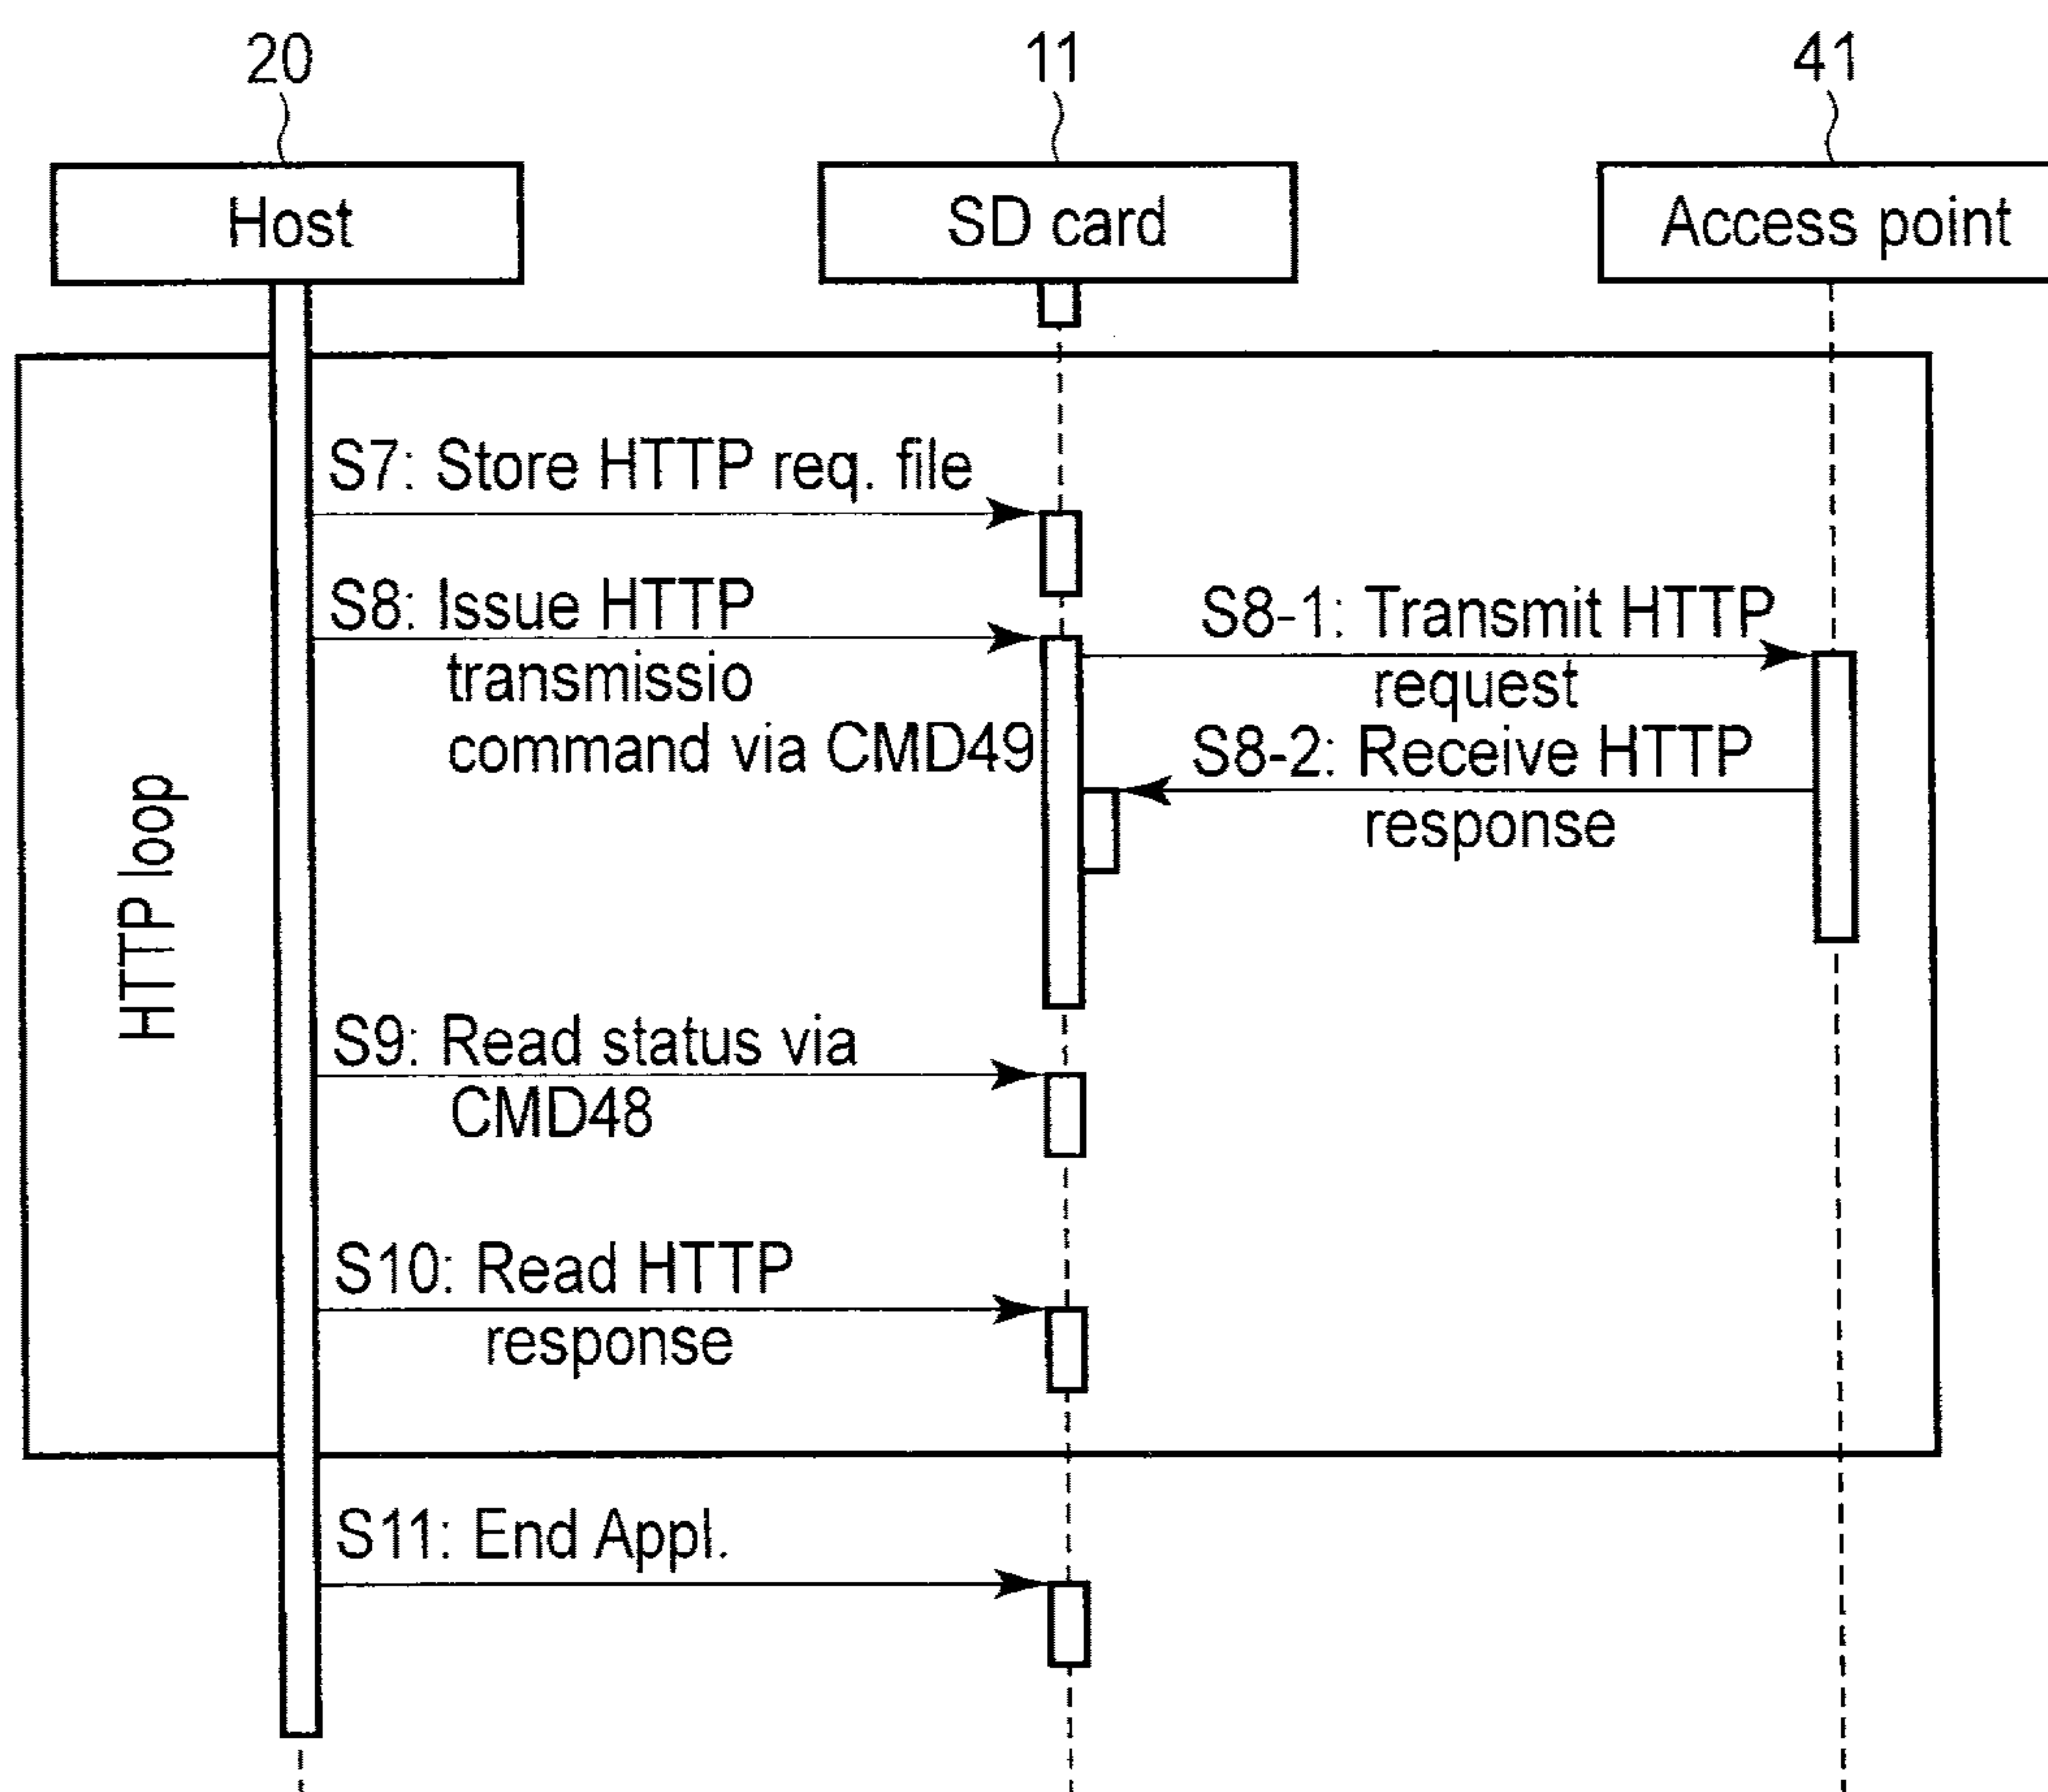 20
11
41
Host
SD card
Access point
S7: Store HTTP req. file
S8: Issue HTTP
transmissio
command via CMD49
S8-1: Transmit HTTP
request
S8-2: Receive HTTP
response
HTTP loop
S9: Read status via
CMD48
S10: Read HTTP
response
S11: End Appl.